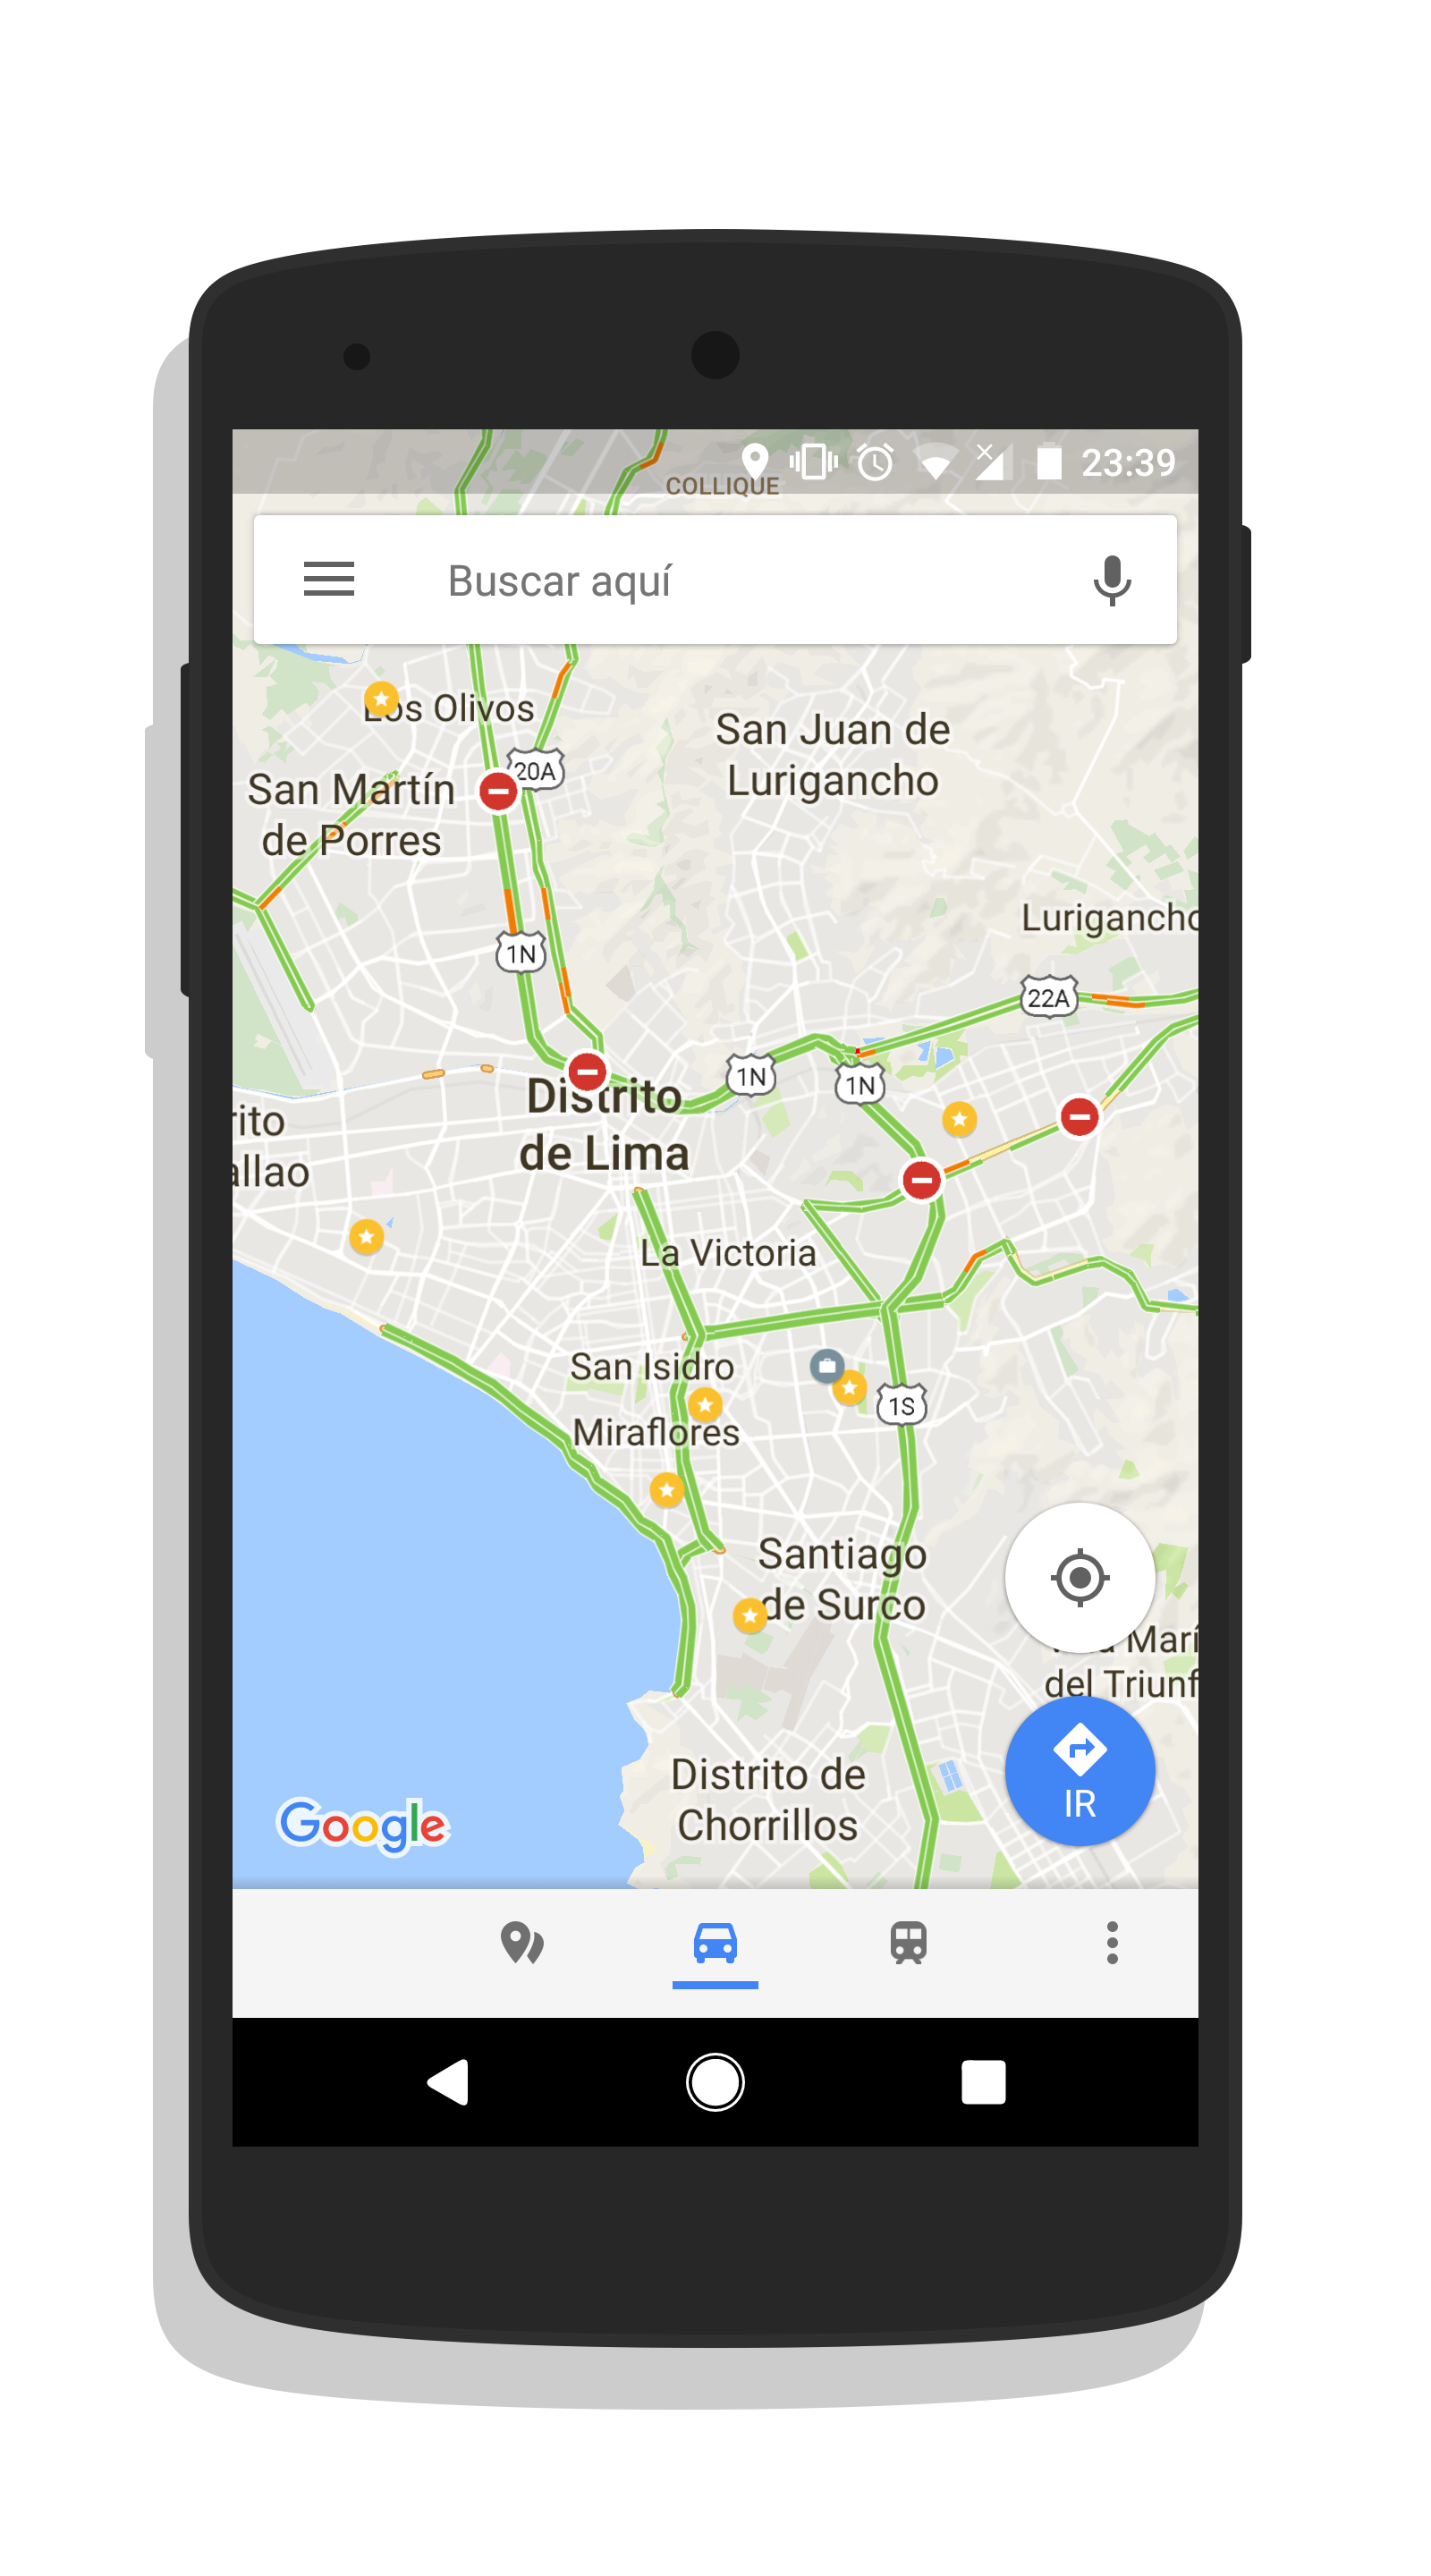 23:39
COLLIQUE
Buscar aquí
Los Olivos
San Juan de
Lurigancho
20A
San Martín
de Porres
Lurigancho
1N
22A
1N
1N
Distrito
de Lima
rito
allao
La Victoria
San Isidro
1S
Miraflores
Santiago
de Surco
Marí
del Triunf
Distrito de
Chorrillos
IR
Google